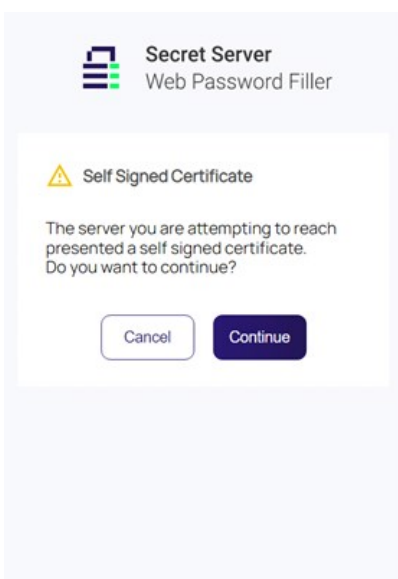 Secret Server
Web Password Filler
Self Signed Certificate
The server you are attempting to reach
presented a self signed certificate.
Do you want to continue?
Cancel
Continue